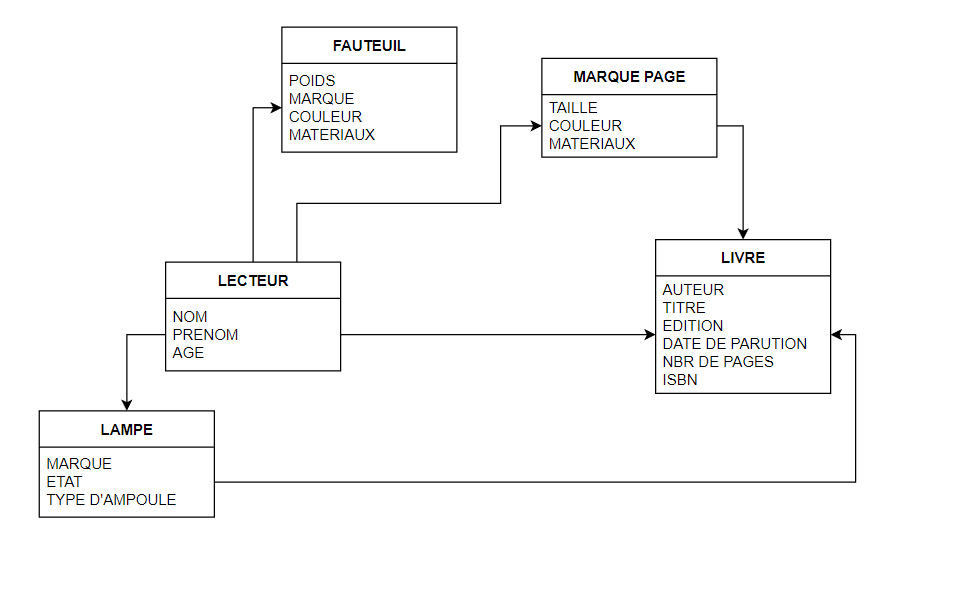 FAUTEUIL
POIDS
MARQUE
COULEUR
MATERIAUX
MARQUE PAGE
TAILLE
COULEUR
MATERIAUX
LECTEUR
NOM
PRENOM
AGE
LIVRE
AUTEUR
TITRE
EDITION
DATE DE PARUTION
NBR DE PAGES
ISBN
LAMPE
MARQUE
ETAT
TYPE D'AMPOULE